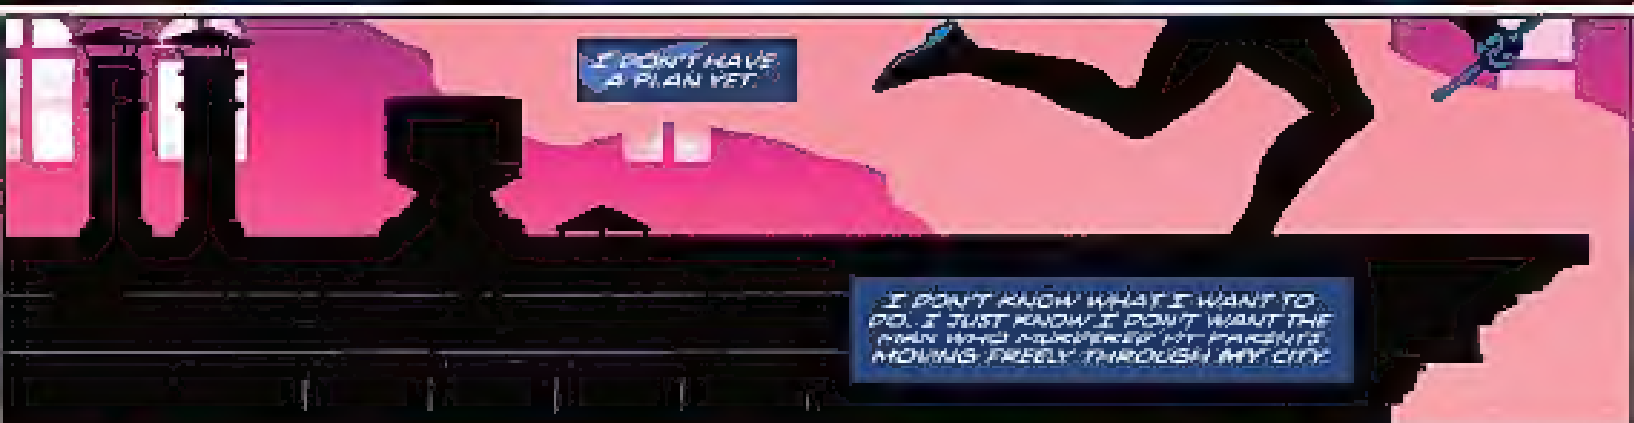 I DON'T HAVE
A PLAN YET.
I DON'T KNOW WHAT I WANT TO
DO. I JUST KNOW I DON'T WANT THE
MAN WHO MURDERED MY PARENTS
MOVING FREELY THROUGH MY CITY.